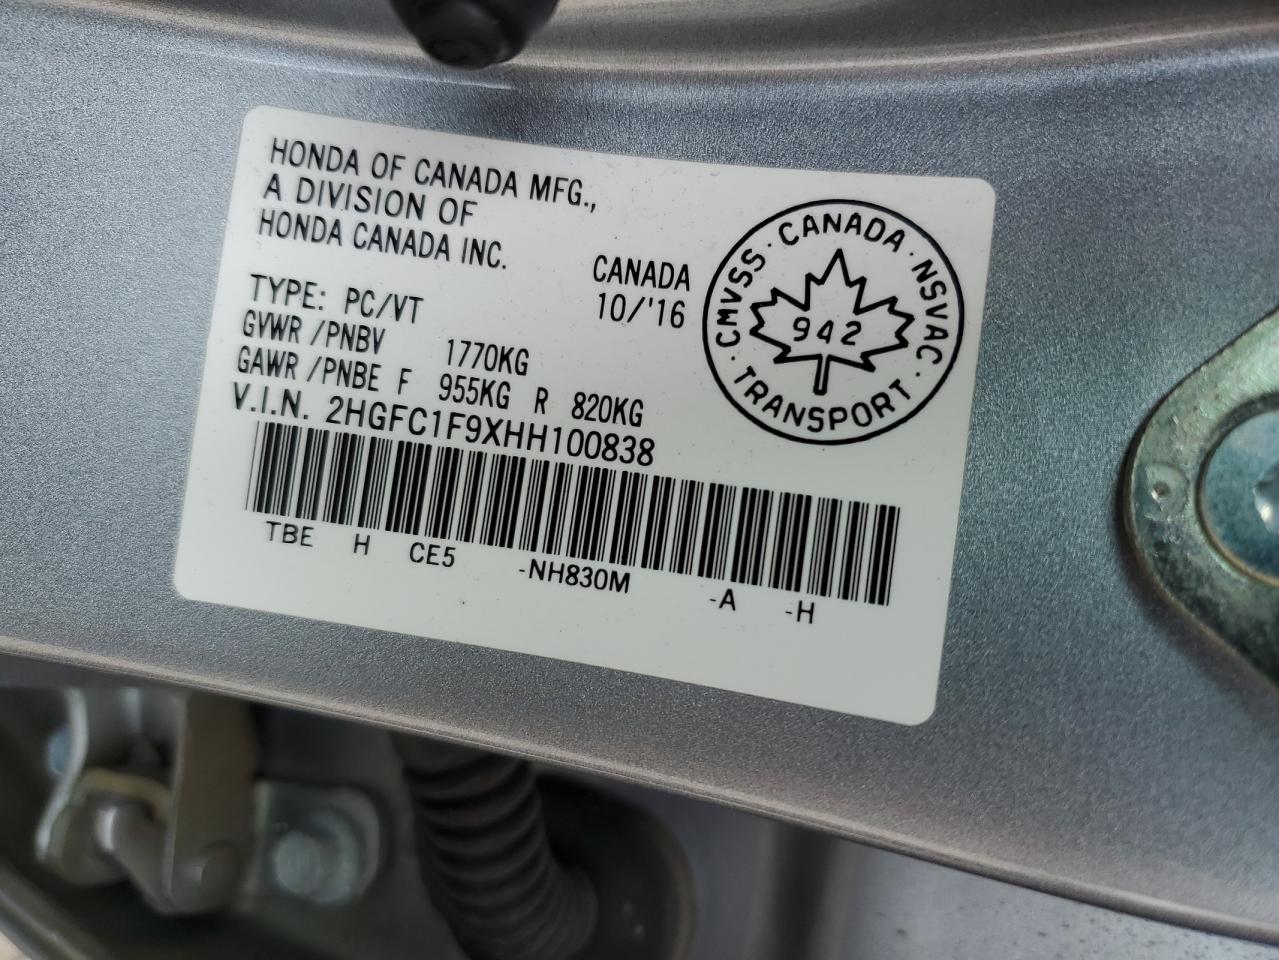 HONDA OF CANADA MFG.,
A DIVISION OF
HONDA CANADA INC.
CANADA
10/'16
TYPE: PC/VT
GVWR/PNBV 1770KG
GAWR/PNBE F 955KG R 820KG
V.I.N. 2HGFC1F9XHH100838
TBE H CE5 -NH830M -A -H
·CANADA·NSVAC·TRANSPORT·CMVSS
942